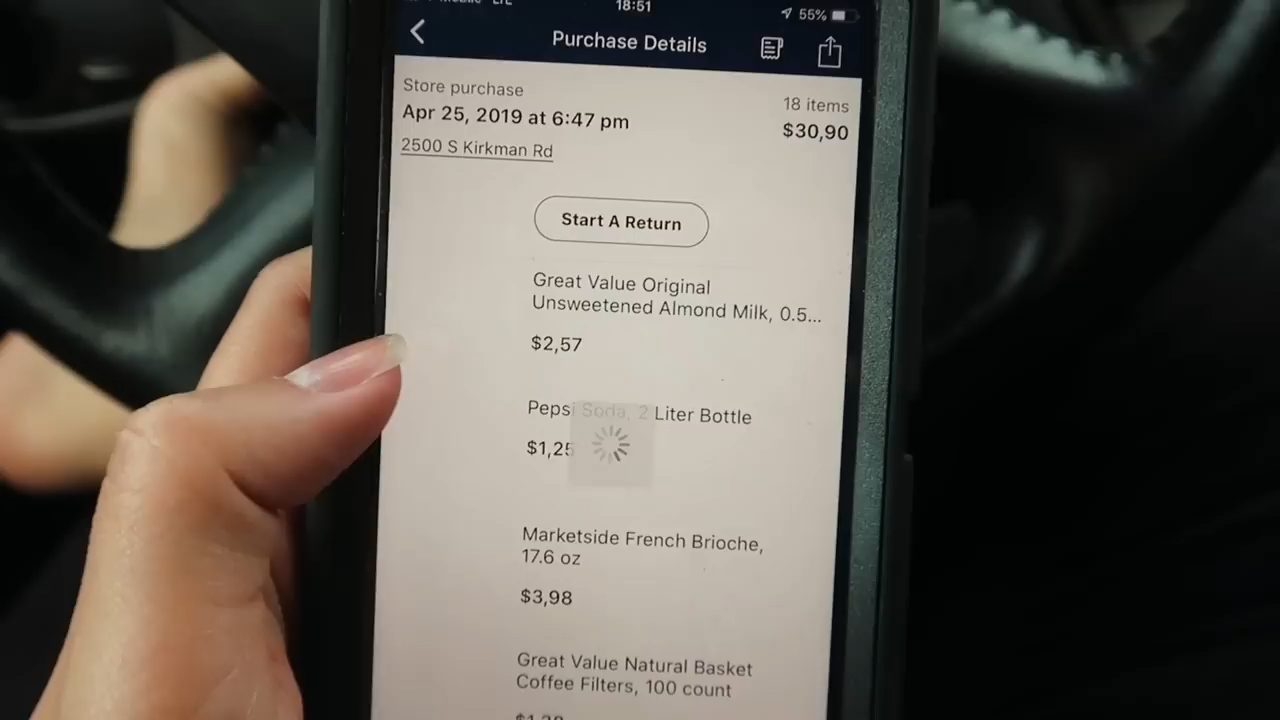 18:51
55%
Purchase Details
Store purchase
18 items
Apr 25, 2019 at 6:47 pm
$30,90
2500 S Kirkman Rd
Start A Return
Great Value Original
Unsweetened Almond Milk, 0.5...
$2,57
Pepsi Soda, 2 Liter Bottle
$1,25
Marketside French Brioche,
17.6 oz
$3,98
Great Value Natural Basket
Coffee Filters, 100 count